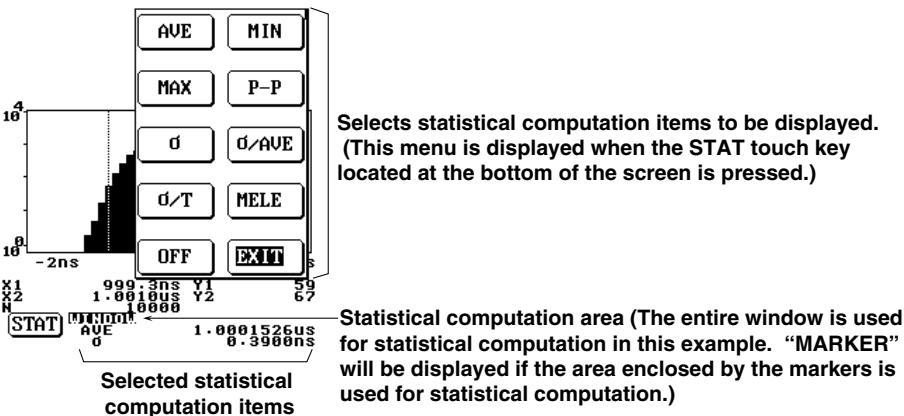 AVE MIN
MAX P-P
σ σ/AVE
σ/T MELE
OFF EXIT
10^4
10^0
-2ns s
Selects statistical computation items to be displayed.
(This menu is displayed when the STAT touch key
located at the bottom of the screen is pressed.)
X1 999.3ns Y1 59
X2 1.0010us Y2 67
N 10000
STAT WINDOW
AVE 1.0001526us
σ 0.3900ns
Selected statistical
computation items
Statistical computation area (The entire window is used
for statistical computation in this example. “MARKER”
will be displayed if the area enclosed by the markers is
used for statistical computation.)